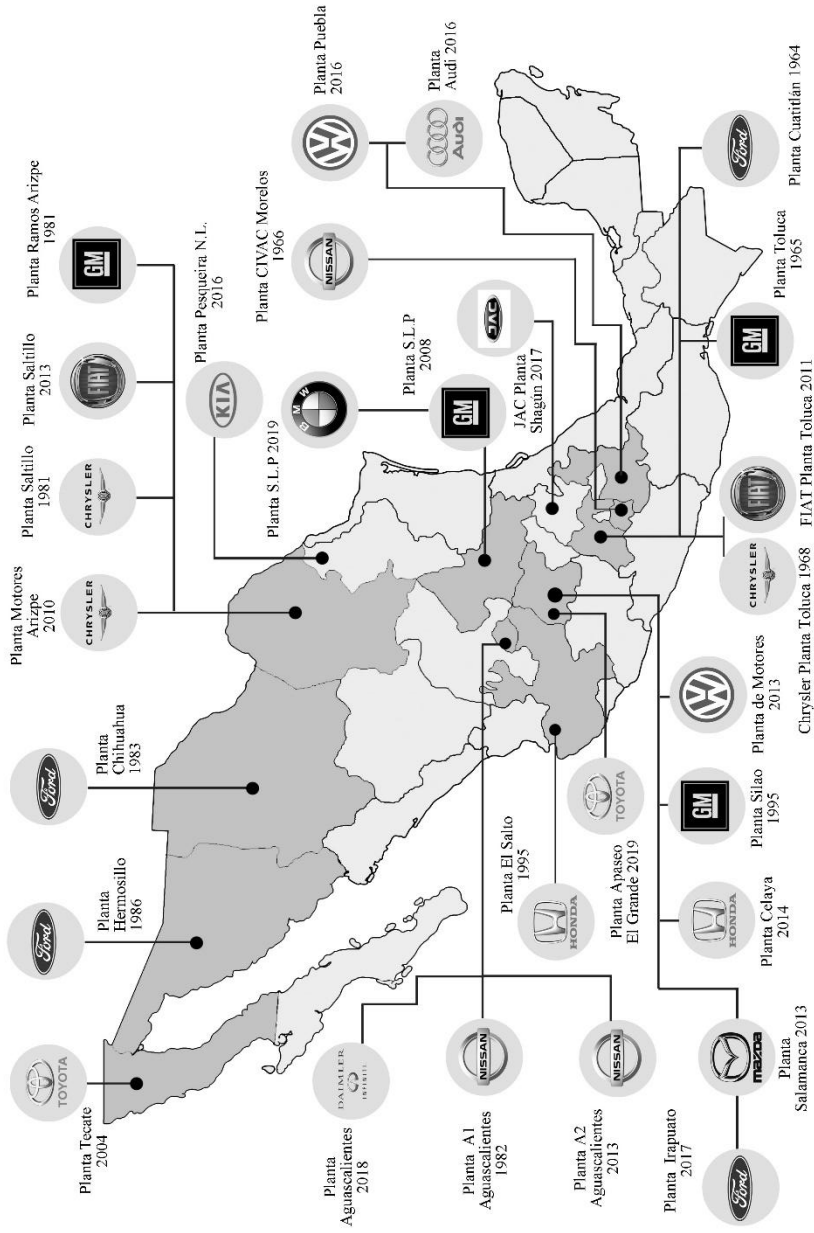 TOYOTA
Planta Tecate
2004
Ford
Planta
Hermosillo
1986
Ford
Planta
Chihuahua
1983
Planta Motores
Arizpe
2010
CHRYSLER
Planta Saltillo
1981
CHRYSLER
Planta Saltillo
2013
FIAT
Planta Ramos Arizpe
1981
GM
Planta Pesqueira N.L.
2016
KIA
Planta S.L.P 2019
BMW
Planta S.L.P
2008
GM
Planta CIVAC Morelos
1966
NISSAN
Planta Puebla
2016
Planta
Audi 2016
Audi
JAC
JAC Planta
Shagún 2017
DAIMLER
INFINITI
Planta
Aguascalientes
2018
NISSAN
Planta A1
Aguascalientes
1982
NISSAN
Planta A2
Aguascalientes
2013
Planta El Salto
1995
HONDA
TOYOTA
Planta Apaseo
El Grande 2019
Planta Irapuato
2017
Ford
mazda
Planta
Salamanca 2013
HONDA
Planta Celaya
2014
GM
Planta Silao
1995
Planta de Motores
2013
CHRYSLER
Chrysler Planta Toluca 1968
FIAT
FIAT Planta Toluca 2011
GM
Planta Toluca
1965
Ford
Planta Cuatitlán 1964